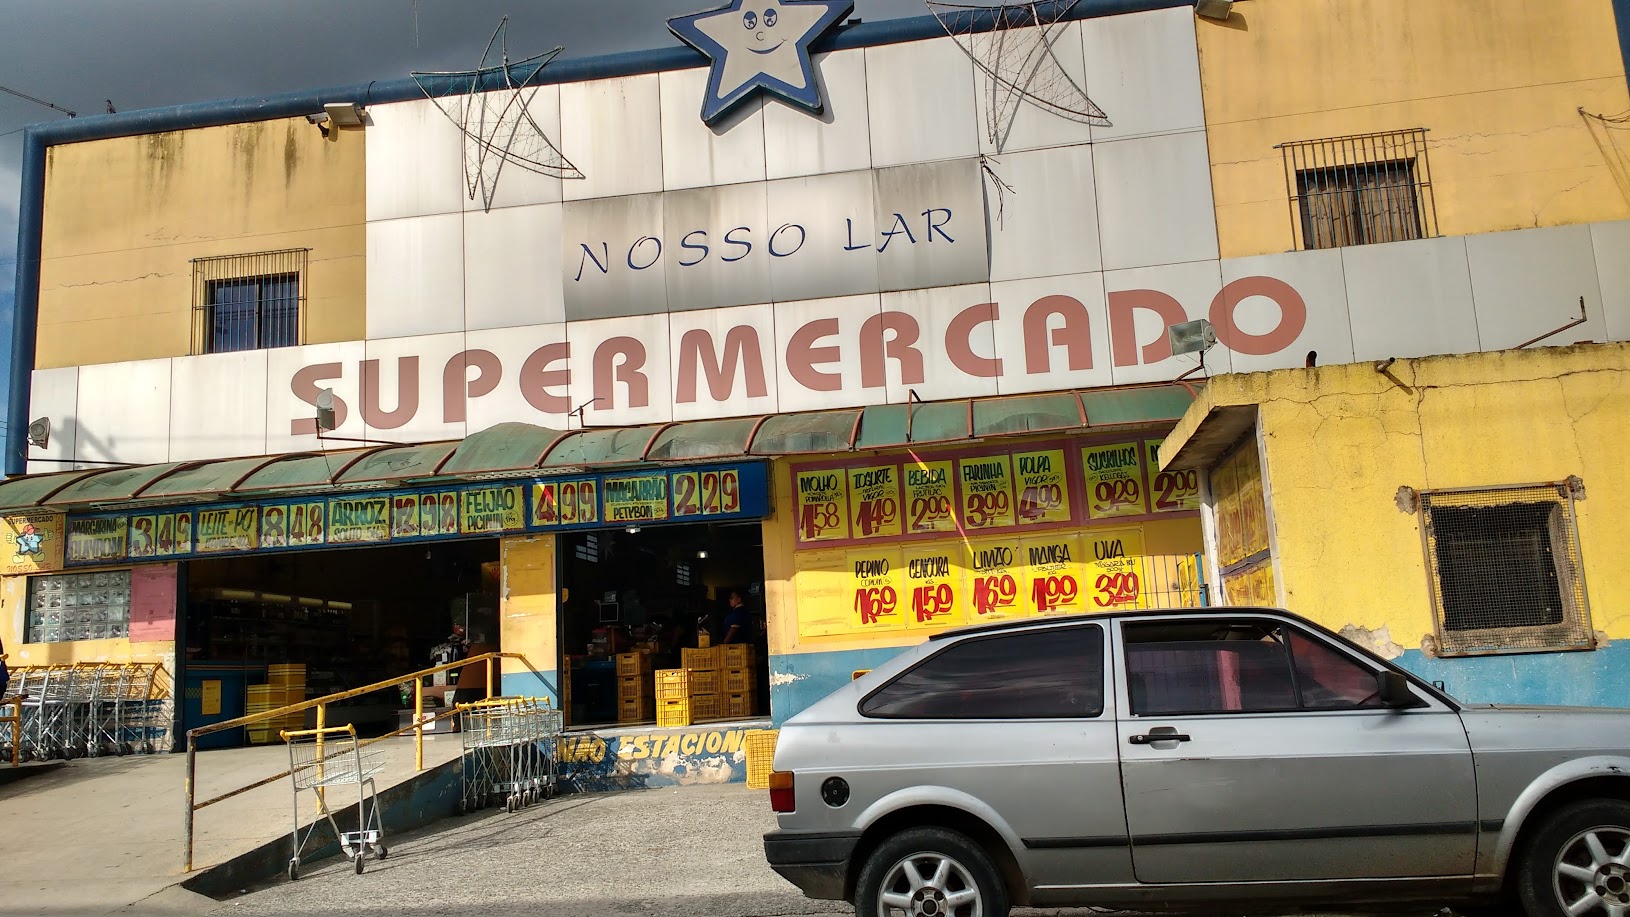 NOSSO LAR
SUPERMERCADO
MARGARINA
3,49
LEITE-PÓ
8,48
ARROZ
12,98
FEIJÃO
PICININ
4,99
MACARRÃO
PETYBON
2,29
MOLHO
1,58
IOGURTE
VIGOR
1,49
BEBIDA
2,99
FARINHA
3,99
POLPA
VIGOR
4,99
SUCRILHOS
9,29
2,99
PEPINO
1,69
CENOURA
1,59
LIMÃO
1,69
MANGA
1,99
UVA
3,29
SUPERMERCADO
NÃO ESTACION